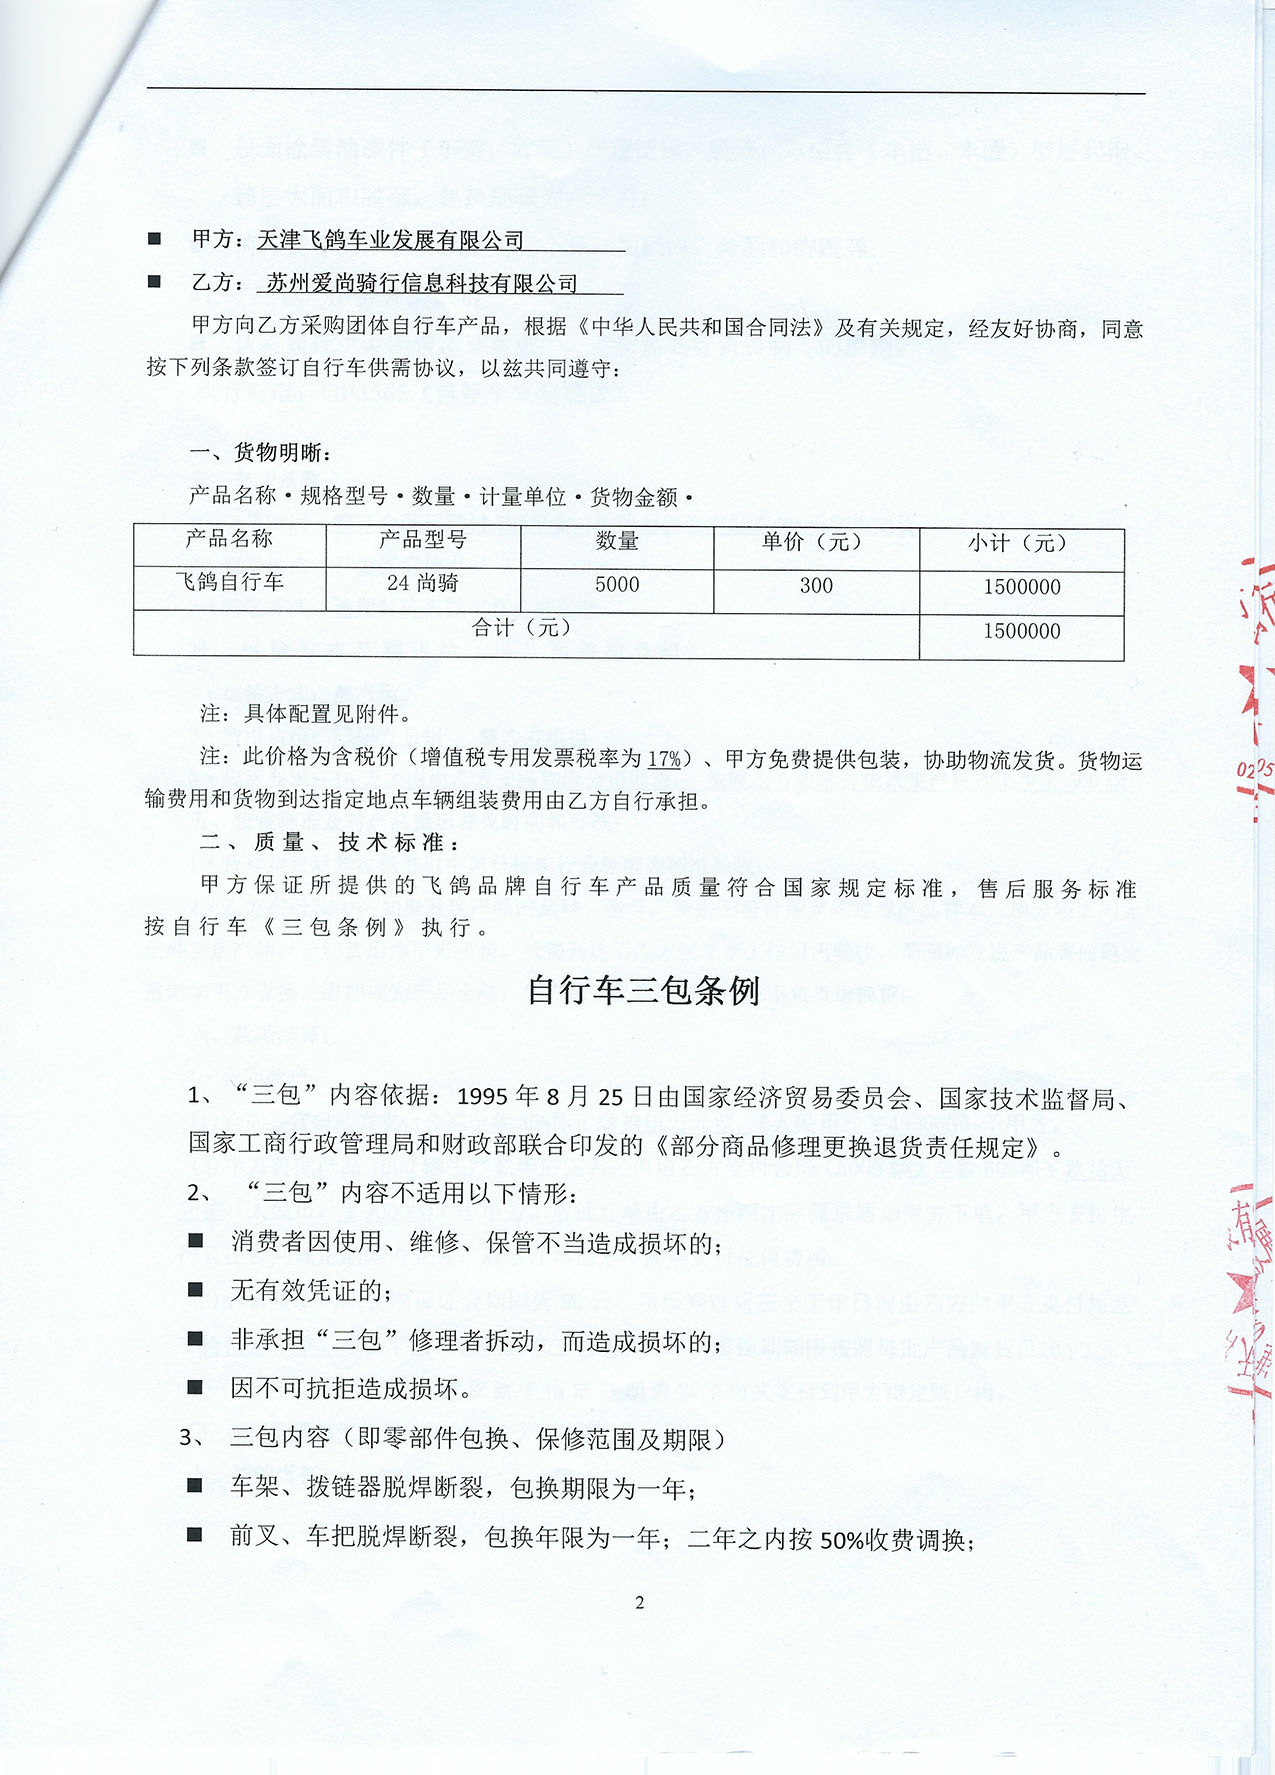 ■ 甲方：天津飞鸽车业发展有限公司
■ 乙方： 苏州爱尚骑行信息科技有限公司
甲方向乙方采购团体自行车产品，根据《中华人民共和国合同法》及有关规定，经友好协商，同意
按下列条款签订自行车供需协议，以兹共同遵守：
一、货物明晰：
产品名称·规格型号·数量·计量单位·货物金额·
产品名称 产品型号 数量 单价（元） 小计（元）
飞鸽自行车 24 尚骑 5000 300 1500000
合计（元） 1500000
注：具体配置见附件。
注：此价格为含税价（增值税专用发票税率为 17%）、甲方免费提供包装，协助物流发货。货物运
输费用和货物到达指定地点车辆组装费用由乙方自行承担。
二、质量、技术标准：
甲方保证所提供的飞鸽品牌自行车产品质量符合国家规定标准，售后服务标准
按自行车《三包条例》执行。
自行车三包条例
1、“三包”内容依据：1995 年 8 月 25 日由国家经济贸易委员会、国家技术监督局、
国家工商行政管理局和财政部联合印发的《部分商品修理更换退货责任规定》。
2、 “三包”内容不适用以下情形：
■ 消费者因使用、维修、保管不当造成损坏的；
■ 无有效凭证的；
■ 非承担“三包”修理者拆动，而造成损坏的；
■ 因不可抗拒造成损坏。
3、 三包内容（即零部件包换、保修范围及期限）
■ 车架、拨链器脱焊断裂，包换期限为一年；
■ 前叉、车把脱焊断裂，包换年限为一年；二年之内按 50%收费调换；
2